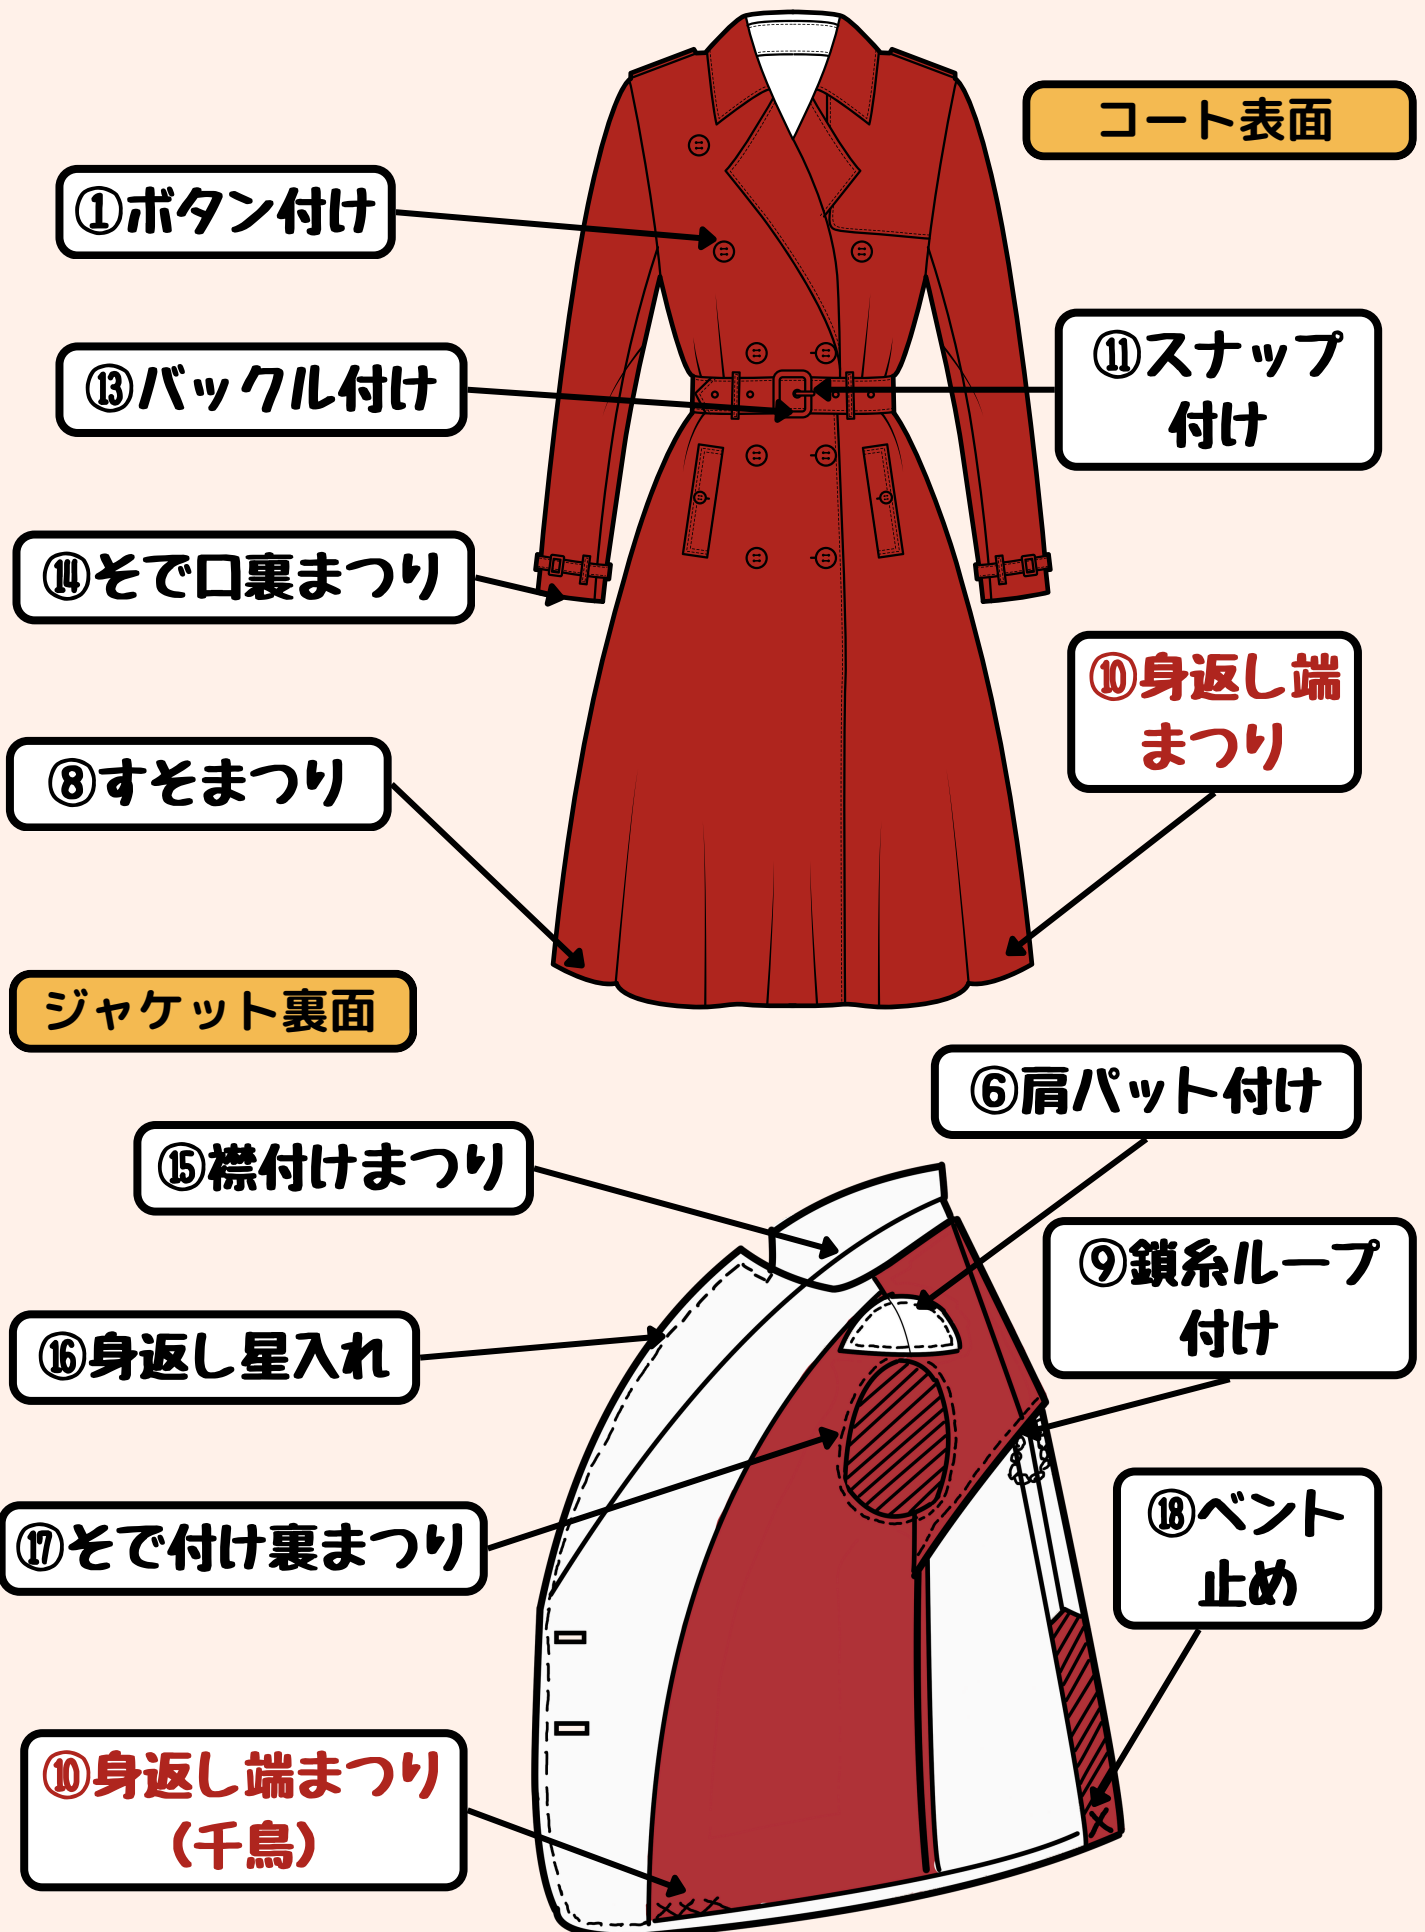 コート表面
①ボタン付け
⑬バックル付け
⑪スナップ
付け
⑭そで口裏まつり
⑩身返し端
まつり
⑧すそまつり
ジャケット裏面
⑥肩パット付け
⑮襟付けまつり
⑨鎖糸ループ
付け
⑯身返し星入れ
⑱ベント
止め
⑰そで付け裏まつり
⑩身返し端まつり
(千鳥)